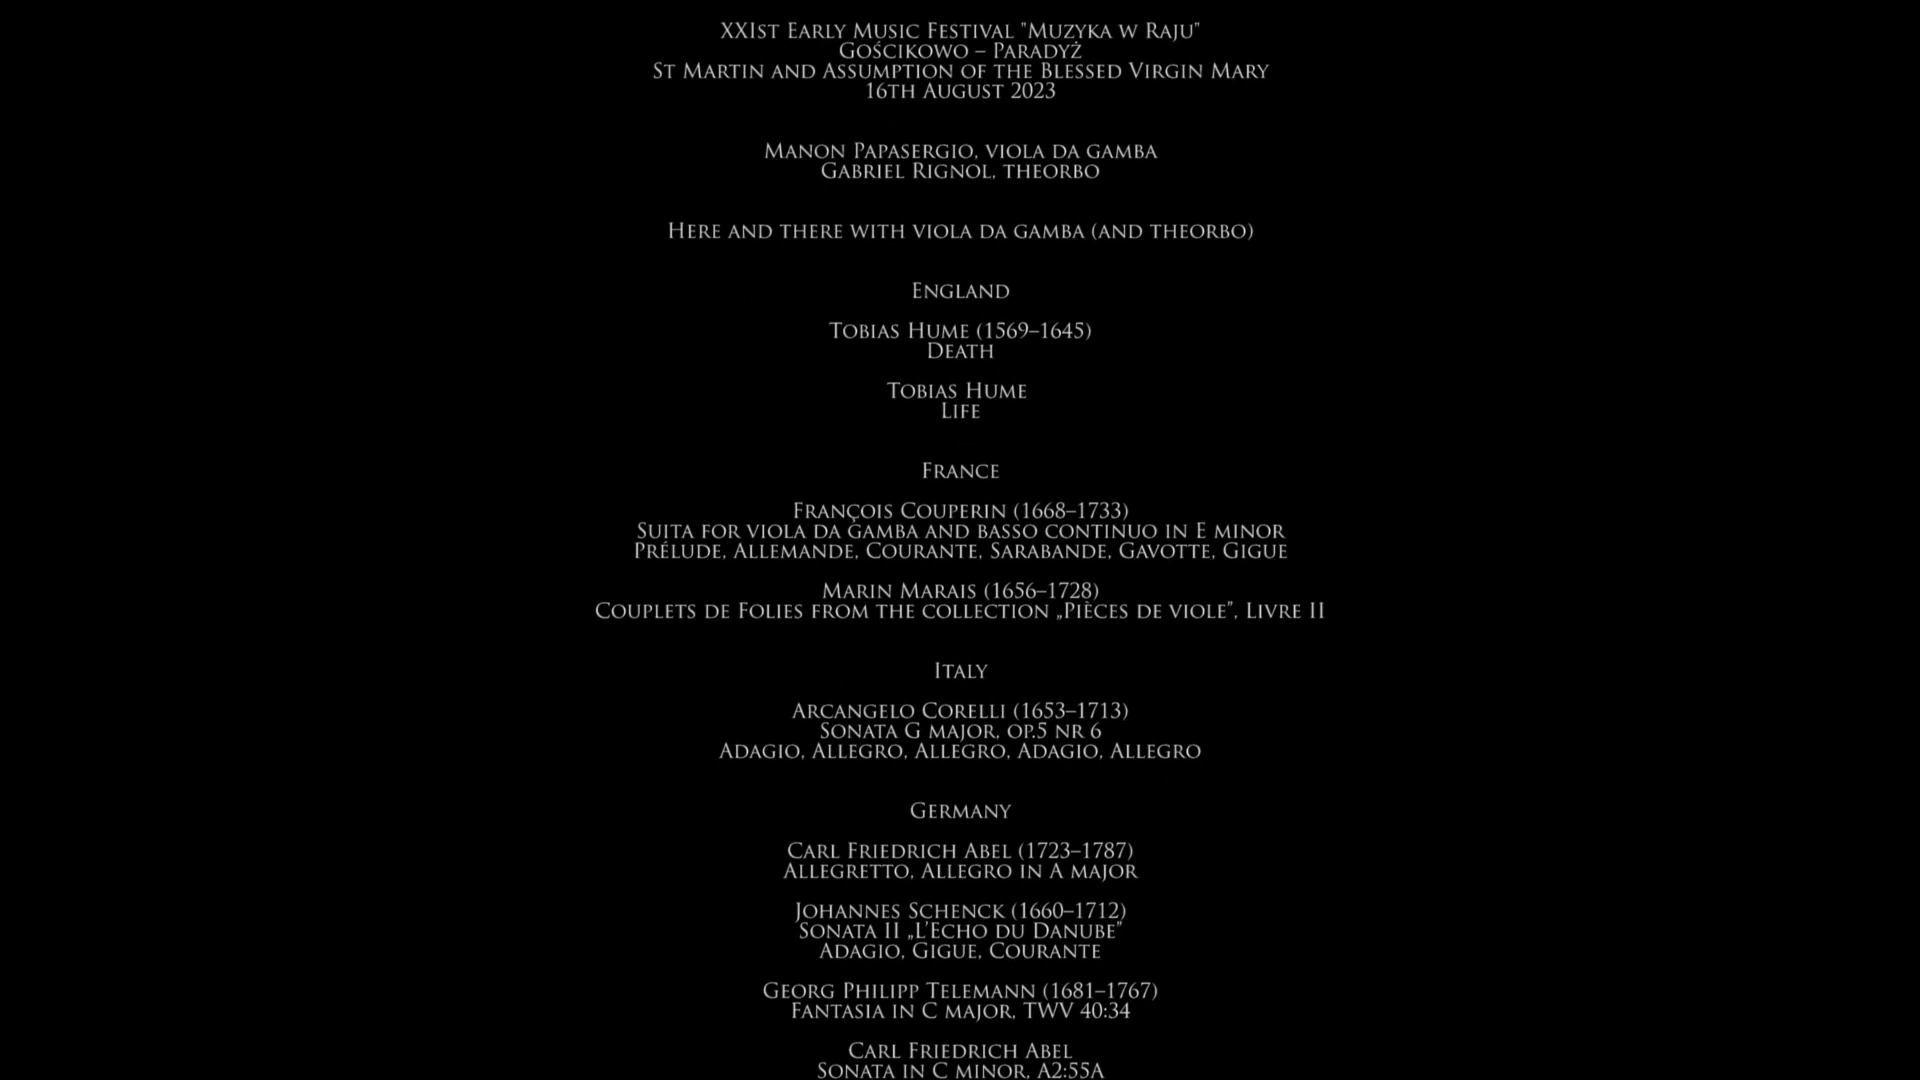 XXIst Early Music Festival "Muzyka w Raju"
Gościkowo – Paradyż
St Martin and Assumption of the Blessed Virgin Mary
16th August 2023
Manon Papasergio, viola da gamba
Gabriel Rignol, theorbo
Here and there with viola da gamba (and theorbo)
England
Tobias Hume (1569–1645)
Death
Tobias Hume
Life
France
François Couperin (1668–1733)
Suita for viola da gamba and basso continuo in E minor
Prélude, Allemande, Courante, Sarabande, Gavotte, Gigue
Marin Marais (1656–1728)
Couplets de Folies from the collection „Pièces de viole”, Livre II
Italy
Arcangelo Corelli (1653–1713)
Sonata G major, op.5 nr 6
Adagio, Allegro, Allegro, Adagio, Allegro
Germany
Carl Friedrich Abel (1723–1787)
Allegretto, Allegro in A major
Johannes Schenck (1660–1712)
Sonata II „L'Echo du Danube”
Adagio, Gigue, Courante
Georg Philipp Telemann (1681–1767)
Fantasia in C major, TWV 40:34
Carl Friedrich Abel
Sonata in C minor, A2:55A